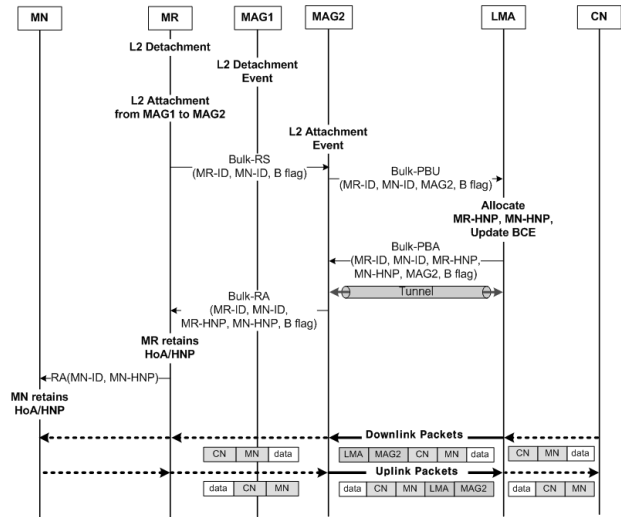 MN MR MAG1 MAG2 LMA CN
L2 Detachment
L2 Detachment
Event
L2 Attachment
from MAG1 to MAG2
L2 Attachment
Event
Bulk-RS
(MR-ID, MN-ID, B flag)
Bulk-PBU
(MR-ID, MN-ID, MAG2, B flag)
Allocate
MR-HNP, MN-HNP,
Update BCE
Bulk-PBA
(MR-ID, MN-ID, MR-HNP,
MN-HNP, MAG2, B flag)
Tunnel
Bulk-RA
(MR-ID, MN-ID,
MR-HNP, MN-HNP, B flag)
MR retains
HoA/HNP
RA(MN-ID, MN-HNP)
MN retains
HoA/HNP
Downlink Packets
CN MN data LMA MAG2 CN MN data CN MN data
Uplink Packets
data CN MN data CN MN LMA MAG2 data CN MN